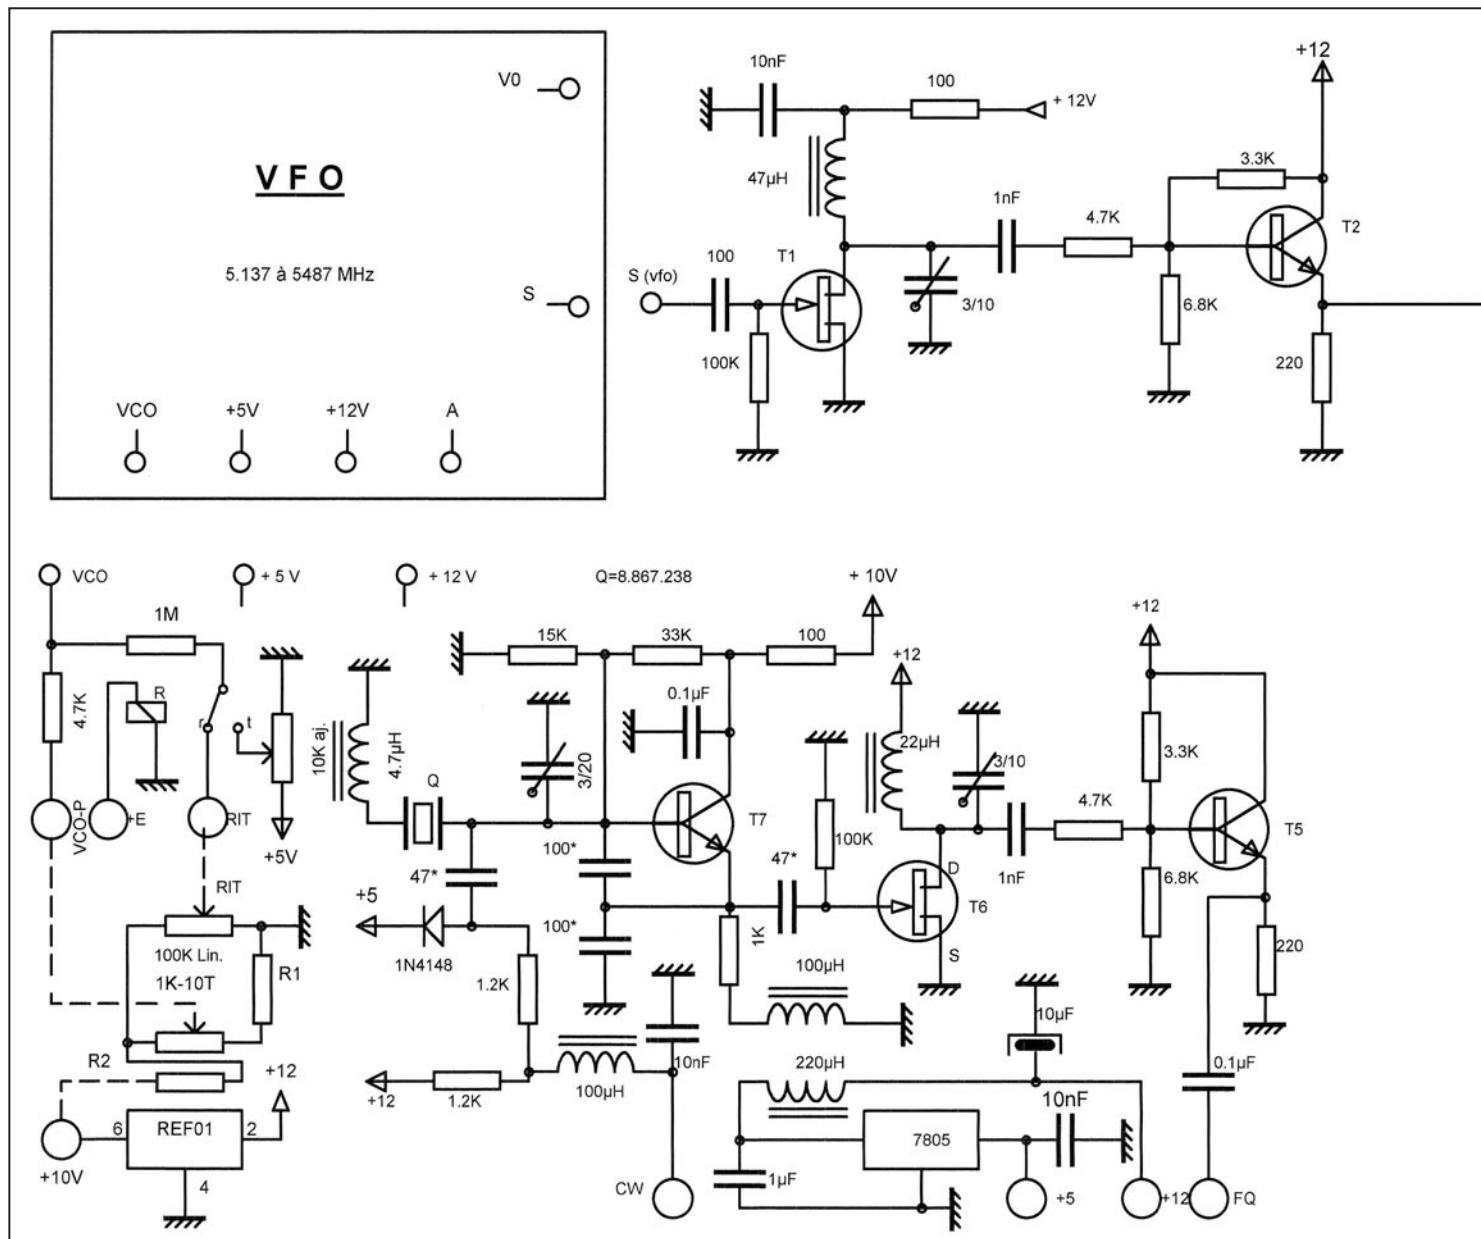 V0
V F O
5.137 à 5487 MHz
S
VCO
+5V
+12V
A
10nF
100
+ 12V
+12
47µH
3.3K
1nF
4.7K
T2
S (vfo)
100
T1
3/10
6.8K
100K
220
VCO
+ 5 V
+ 12 V
Q=8.867.238
+ 10V
1M
15K
33K
100
+12
+12
4.7K
R
r
t
10K aj.
4.7µH
0.1µF
3/20
22µH
3/10
3.3K
Q
T7
4.7K
T5
VCO-P
+E
RIT
+5V
100K
47*
100*
47*
1nF
6.8K
D
T6
S
RIT
+5
100*
1K
100K Lin.
R1
1N4148
1.2K
100µH
220
1K-10T
10µF
R2
+12
+12
1.2K
100µH
10nF
220µH
0.1µF
10nF
REF01
6
2
4
+10V
7805
1µF
CW
+5
+12
FQ